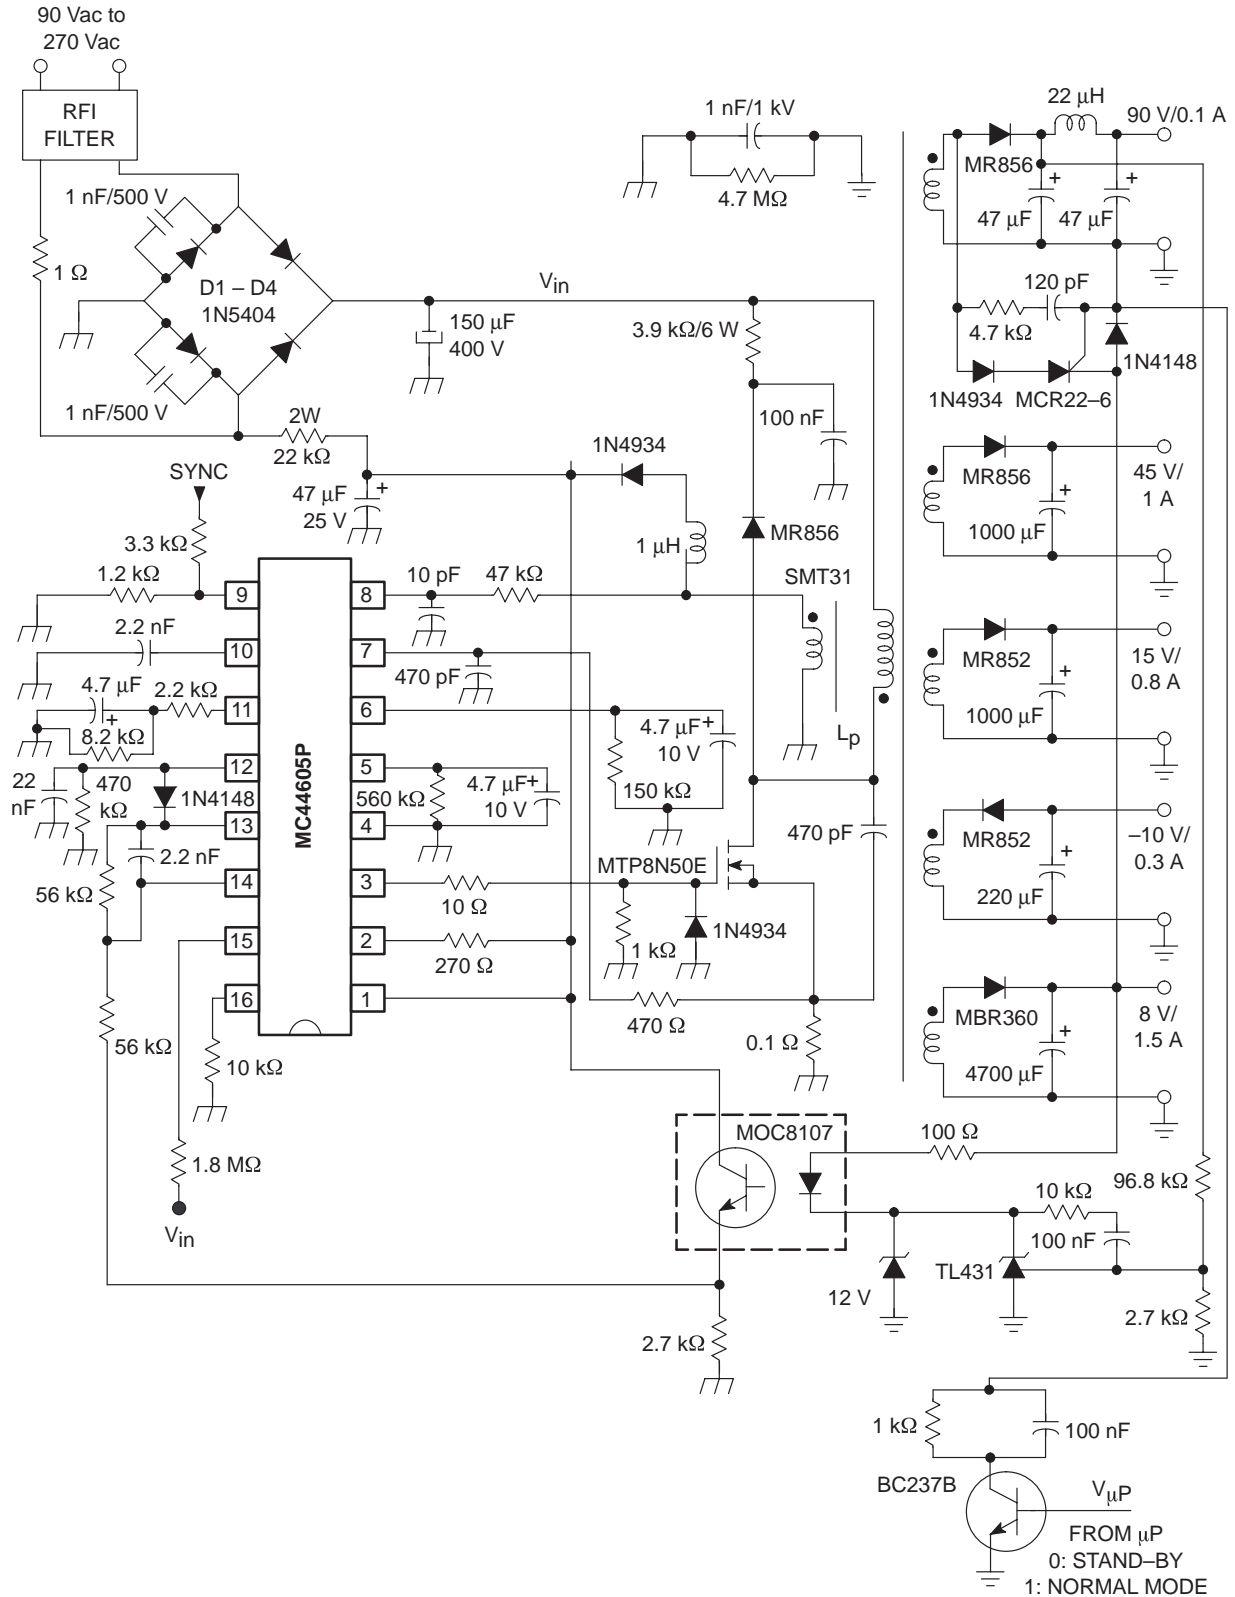 90 Vac to
270 Vac
RFI
FILTER
1 nF/500 V
1 Ω
D1 – D4
1N5404
1 nF/500 V
150 µF
400 V
Vin
1 nF/1 kV
4.7 MΩ
3.9 kΩ/6 W
100 nF
22 µH
90 V/0.1 A
MR856
47 µF
47 µF
120 pF
4.7 kΩ
1N4148
1N4934
MCR22–6
2W
22 kΩ
47 µF
25 V
1N4934
1 µH
MR856
SMT31
Lp
MR856
1000 µF
45 V/
1 A
SYNC
3.3 kΩ
1.2 kΩ
9
8
10 pF
47 kΩ
2.2 nF
10
7
470 pF
4.7 µF
+
2.2 kΩ
8.2 kΩ
11
6
4.7 µF+
10 V
150 kΩ
MR852
1000 µF
15 V/
0.8 A
22
nF
470
kΩ
1N4148
12
5
560 kΩ
4.7 µF+
10 V
13
4
2.2 nF
MC44605P
470 pF
MTP8N50E
MR852
220 µF
–10 V/
0.3 A
56 kΩ
14
3
10 Ω
1 kΩ
1N4934
15
2
270 Ω
16
1
10 kΩ
56 kΩ
470 Ω
0.1 Ω
MBR360
4700 µF
8 V/
1.5 A
1.8 MΩ
Vin
MOC8107
100 Ω
96.8 kΩ
10 kΩ
100 nF
12 V
TL431
2.7 kΩ
2.7 kΩ
1 kΩ
100 nF
BC237B
VµP
FROM µP
0: STAND–BY
1: NORMAL MODE